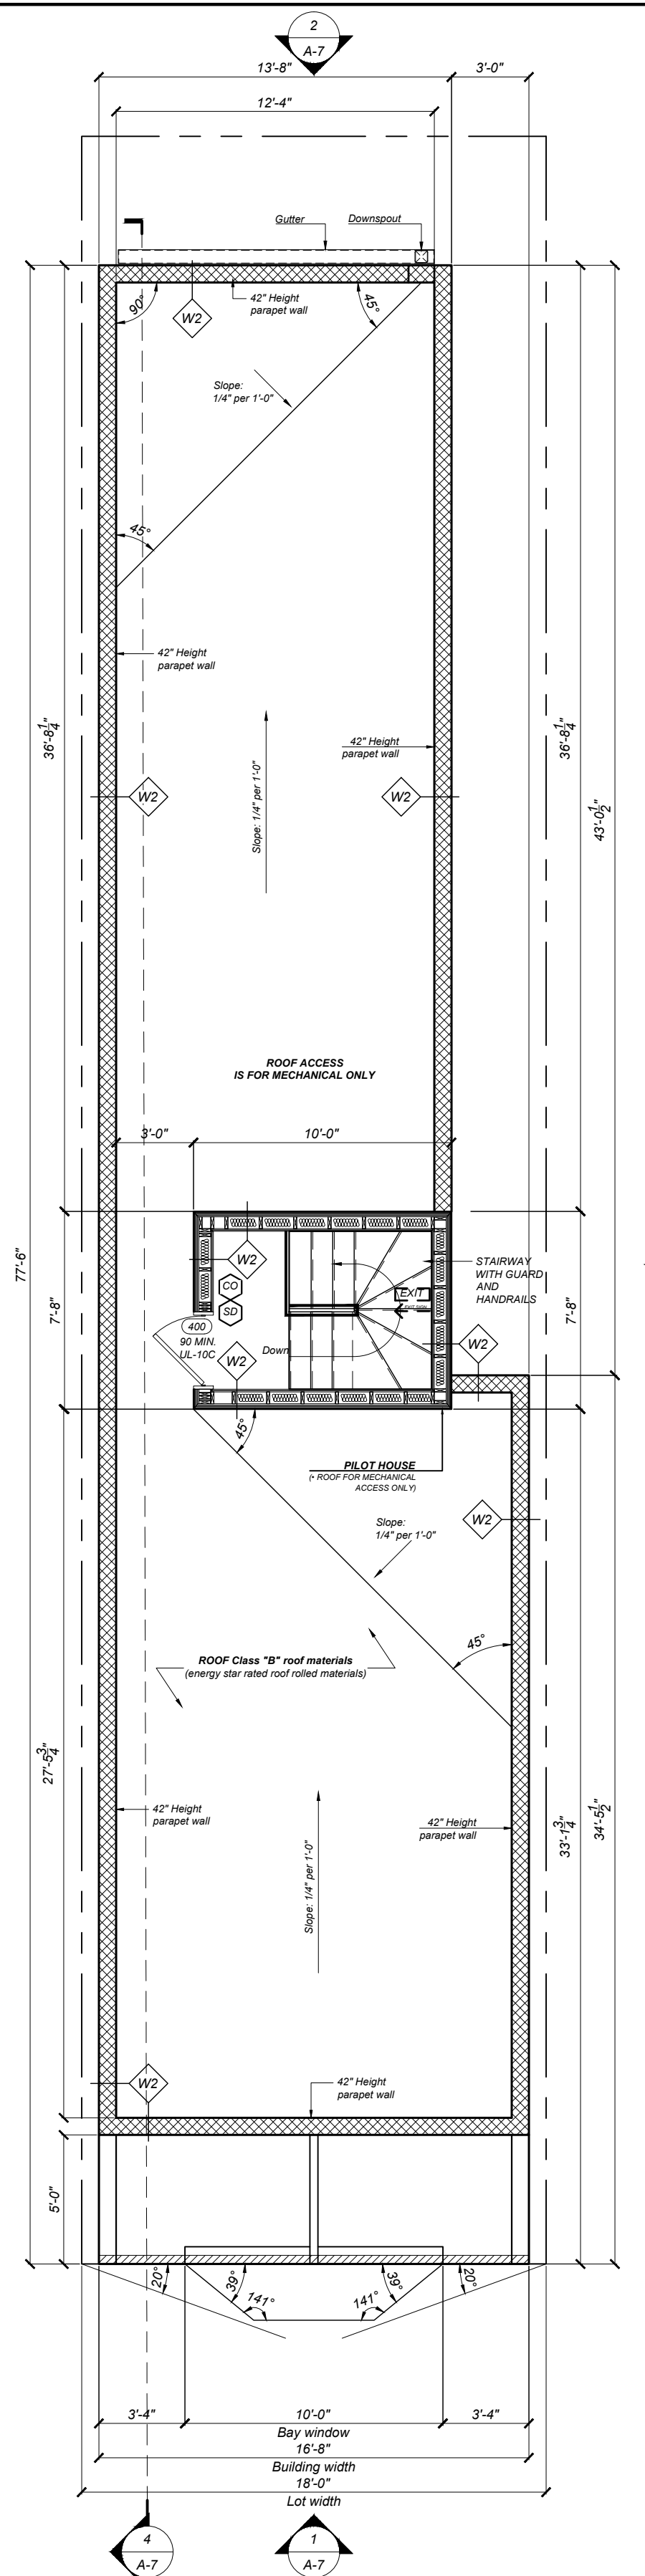 2
A-7
13'-8"
3'-0"
12'-4"
Gutter
Downspout
90°
W2
42" Height
parapet wall
45°
Slope:
1/4" per 1'-0"
45°
42" Height
parapet wall
36'-8 1/4"
36'-8 1/4"
42" Height
parapet wall
W2
W2
Slope: 1/4" per 1'-0"
43'-0 1/2"
ROOF ACCESS
IS FOR MECHANICAL ONLY
3'-0"
10'-0"
77'-6"
7'-8"
7'-8"
W2
STAIRWAY
WITH GUARD
AND
HANDRAILS
CO
SD
EXIT
EXIT SIGN
400
90 MIN.
UL-10C
Down
W2
W2
45°
PILOT HOUSE
(* ROOF FOR MECHANICAL
ACCESS ONLY)
W2
Slope:
1/4" per 1'-0"
45°
ROOF Class "B" roof materials
(energy star rated roof rolled materials)
27'-5 3/4"
42" Height
parapet wall
42" Height
parapet wall
33'-1 3/4"
34'-5 1/2"
Slope: 1/4" per 1'-0"
W2
42" Height
parapet wall
5'-0"
20°
39°
141°
141°
39°
20°
3'-4"
10'-0"
3'-4"
Bay window
16'-8"
Building width
18'-0"
Lot width
4
A-7
1
A-7